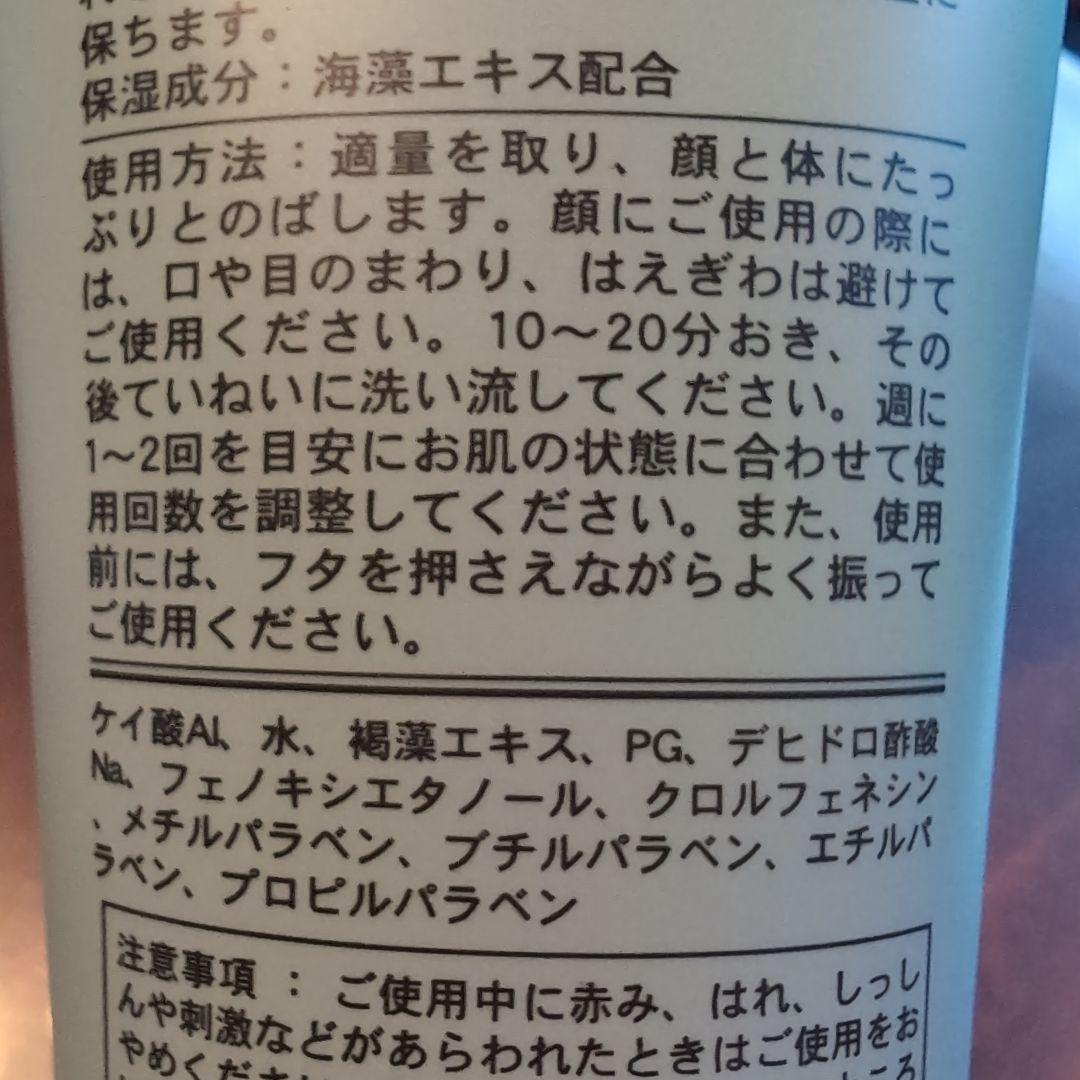 保ちます。
保湿成分：海藻エキス配合
使用方法：適量を取り、顔と体にたっ
ぷりとのばします。顔にご使用の際に
は、口や目のまわり、はえぎわは避けて
ご使用ください。10～20分おき、その
後ていねいに洗い流してください。週に
1～2回を目安にお肌の状態に合わせて使
用回数を調整してください。また、使用
前には、フタを押さえながらよく振って
ご使用ください。
ケイ酸Al、水、褐藻エキス、PG、デヒドロ酢酸
Na、フェノキシエタノール、クロルフェネシン
、メチルパラベン、ブチルパラベン、エチルパ
ラベン、プロピルパラベン
注意事項：ご使用中に赤み、はれ、しっし
んや刺激などがあらわれたときはご使用をお
やめくださ